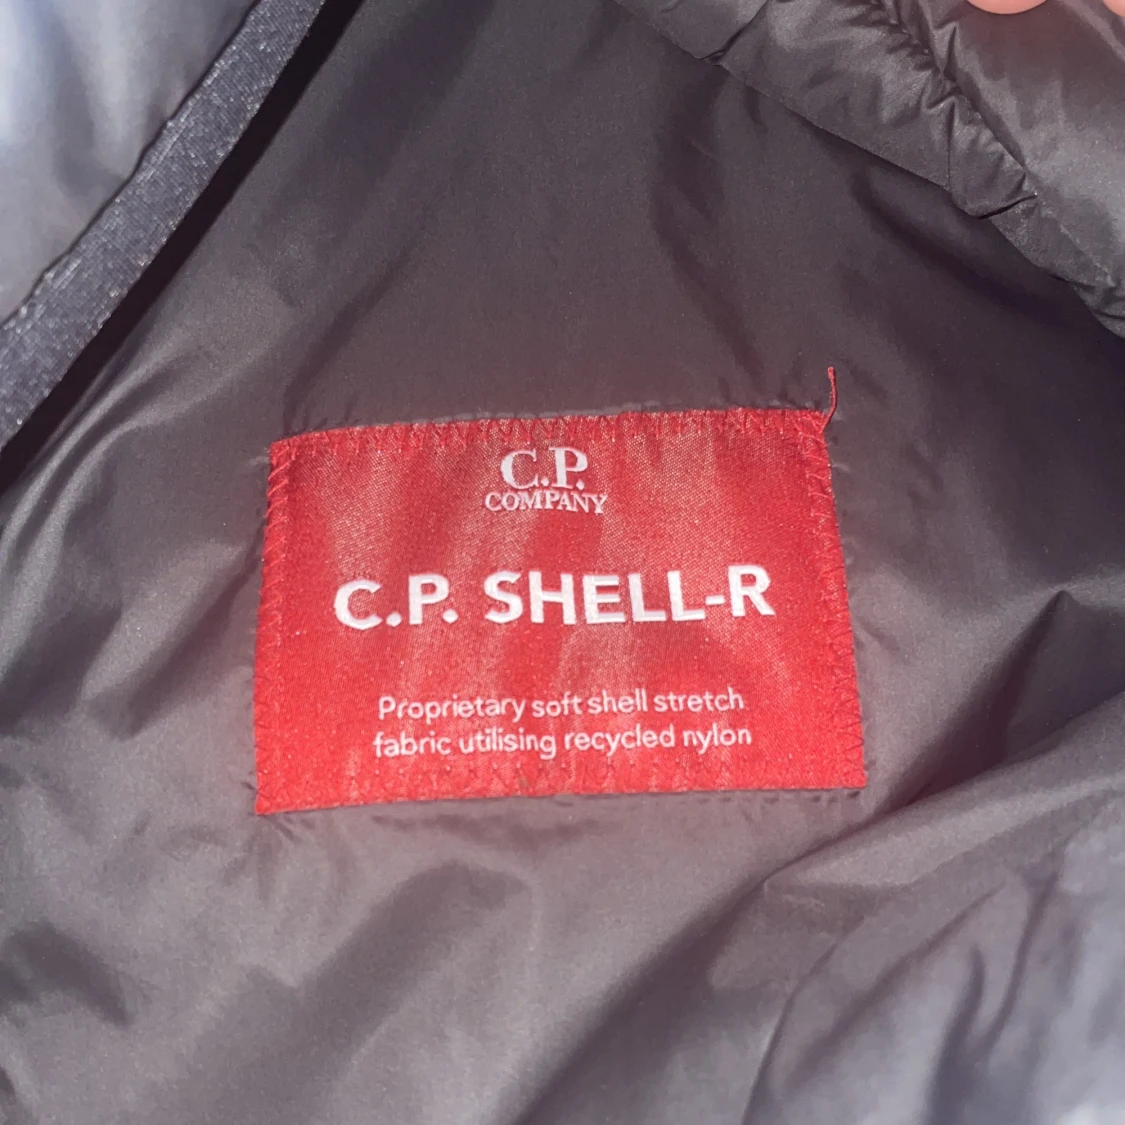 C.P.
COMPANY
C.P. SHELL-R
Proprietary soft shell stretch
fabric utilising recycled nylon